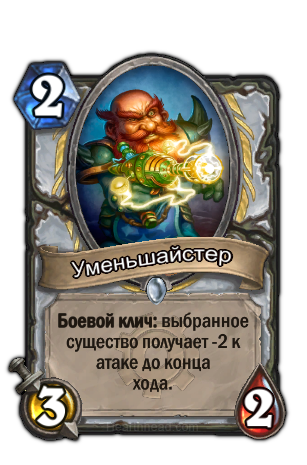 2
Уменьшайстер
Боевой клич: выбранное
существо получает -2 к
атаке до конца
хода.
3
2